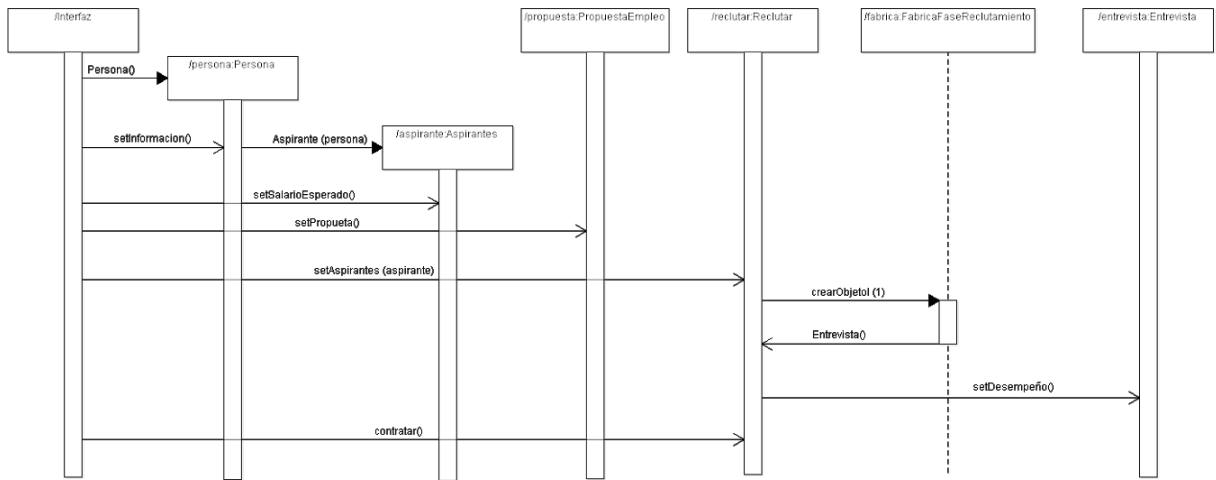 /Interfaz
/propuesta:PropuestaEmpleo
/reclutar:Reclutar
/fabrica:FabricaFaseReclutamiento
/entrevista:Entrevista
Persona()
/persona:Persona
setInformacion()
Aspirante (persona)
/aspirante:Aspirantes
setSalarioEsperado()
setPropueta()
setAspirantes (aspirante)
crearObjetol (1)
Entrevista()
setDesempeño()
contratar()